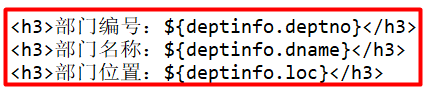 <h3>部门编号：${deptinfo.deptno}</h3>
<h3>部门名称：${deptinfo.dname}</h3>
<h3>部门位置：${deptinfo.loc}</h3>